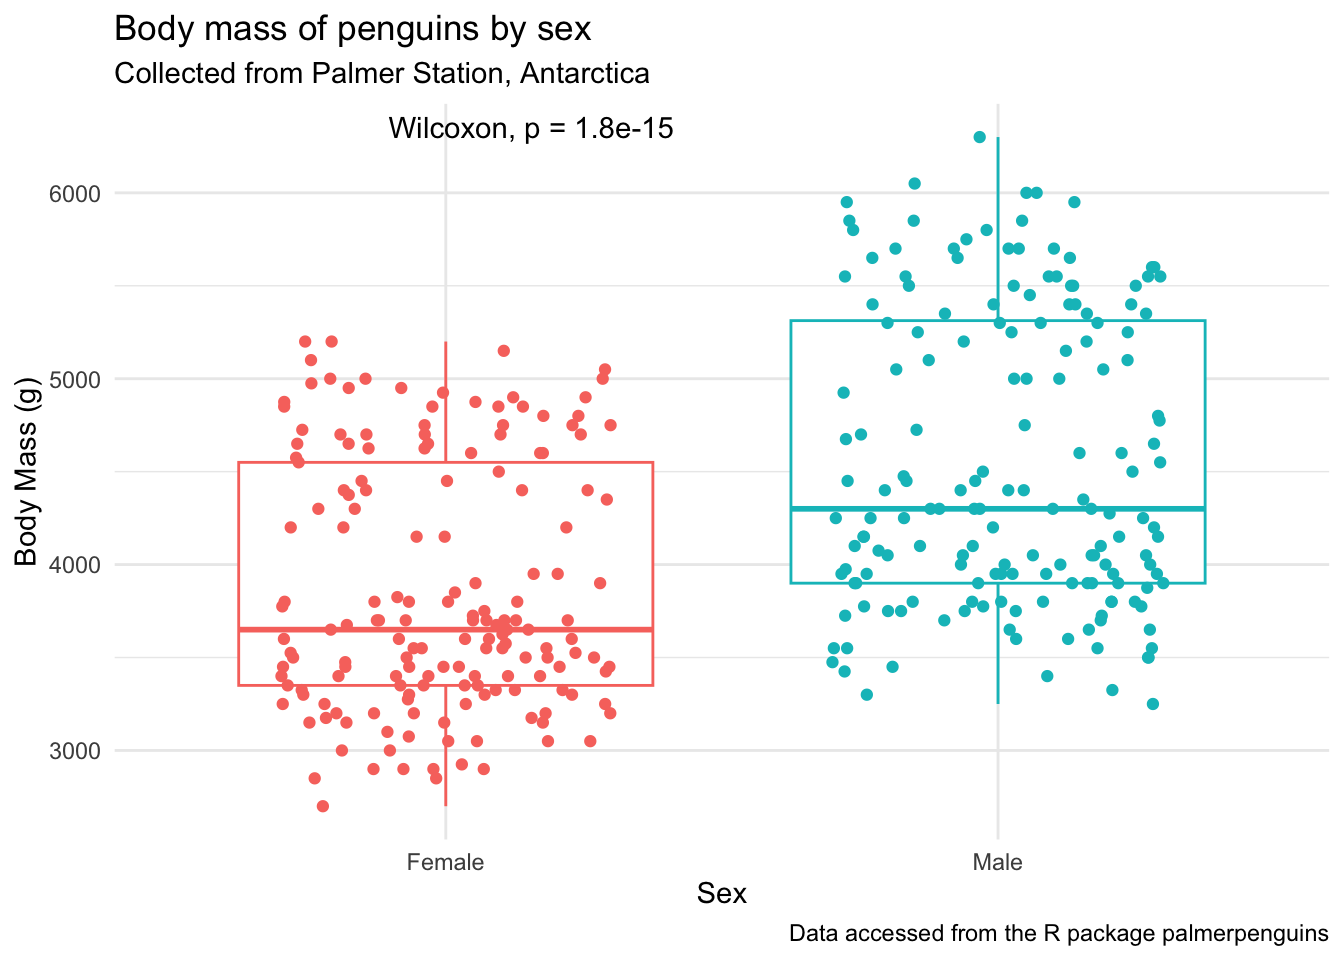 Body mass of penguins by sex
Collected from Palmer Station, Antarctica
Wilcoxon, p = 1.8e-15
6000
5000
4000
3000
Body Mass (g)
Female
Male
Sex
Data accessed from the R package palmerpenguins